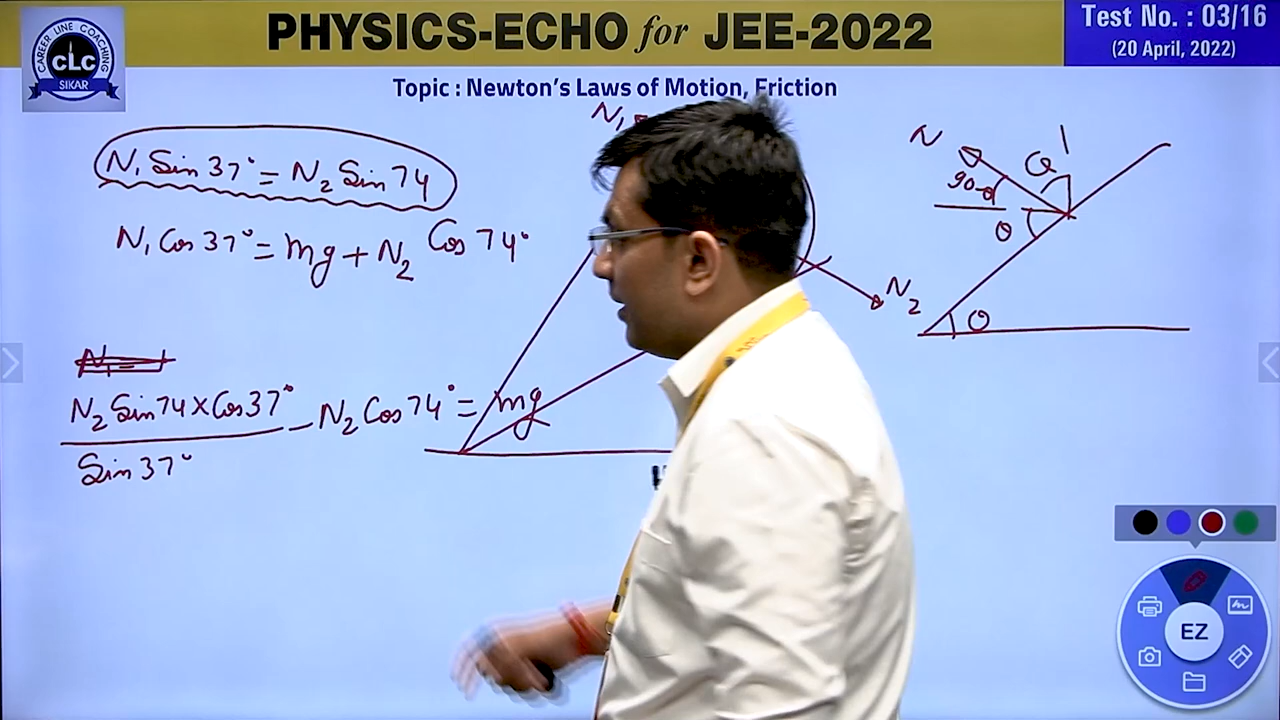 PHYSICS-ECHO for JEE-2022
Test No. : 03/16
(20 April, 2022)
CAREER LINE COACHING
CLC
SIKAR
Topic : Newton's Laws of Motion, Friction
N₁ Sin 37° = N₂ Sin 74
N₁ Cos 37° = mg + N₂ Cos 74°
N₂ Sin 74 × Cos 37° - N₂ Cos 74° = mg
Sin 37°
N₁
N₂
N
90-θ
θ
θ
EZ